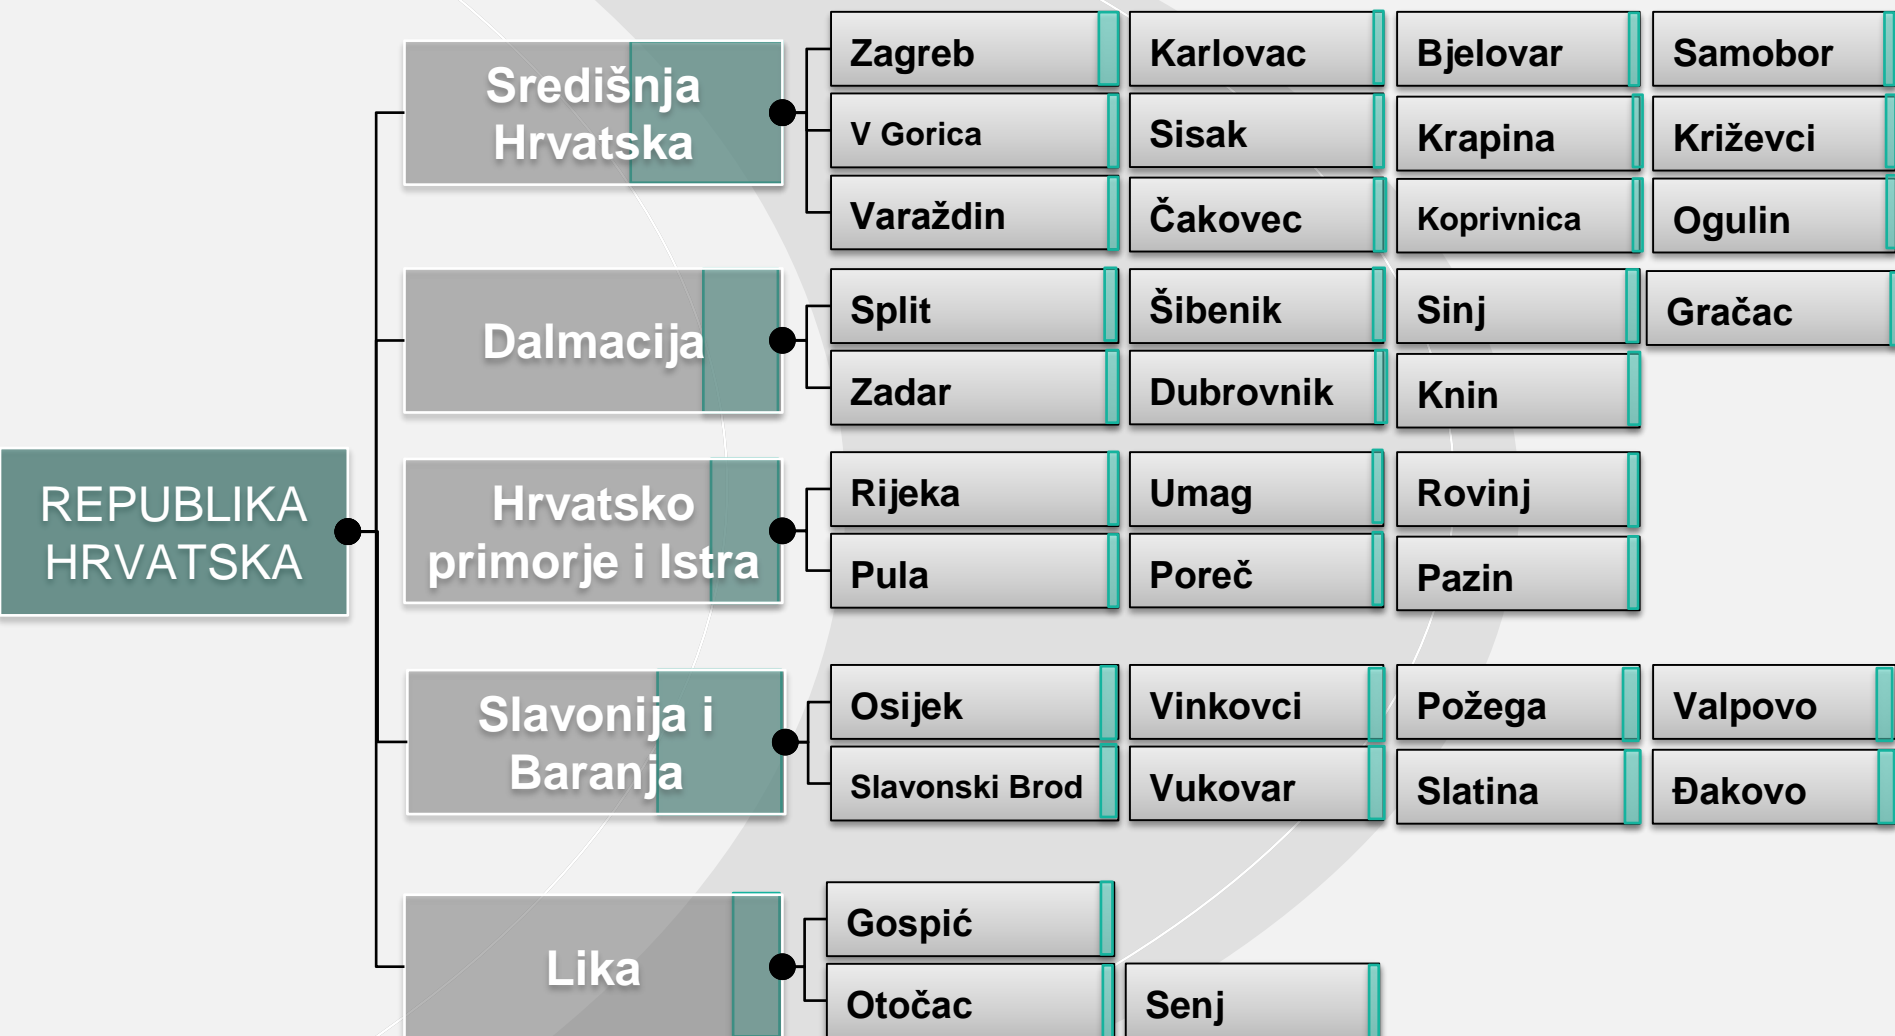 REPUBLIKA
HRVATSKA
Središnja
Hrvatska
Zagreb
Karlovac
Bjelovar
Samobor
V Gorica
Sisak
Krapina
Križevci
Varaždin
Čakovec
Koprivnica
Ogulin
Dalmacija
Split
Šibenik
Sinj
Gračac
Zadar
Dubrovnik
Knin
Hrvatsko
primorje i Istra
Rijeka
Umag
Rovinj
Pula
Poreč
Pazin
Slavonija i
Baranja
Osijek
Vinkovci
Požega
Valpovo
Slavonski Brod
Vukovar
Slatina
Đakovo
Lika
Gospić
Otočac
Senj